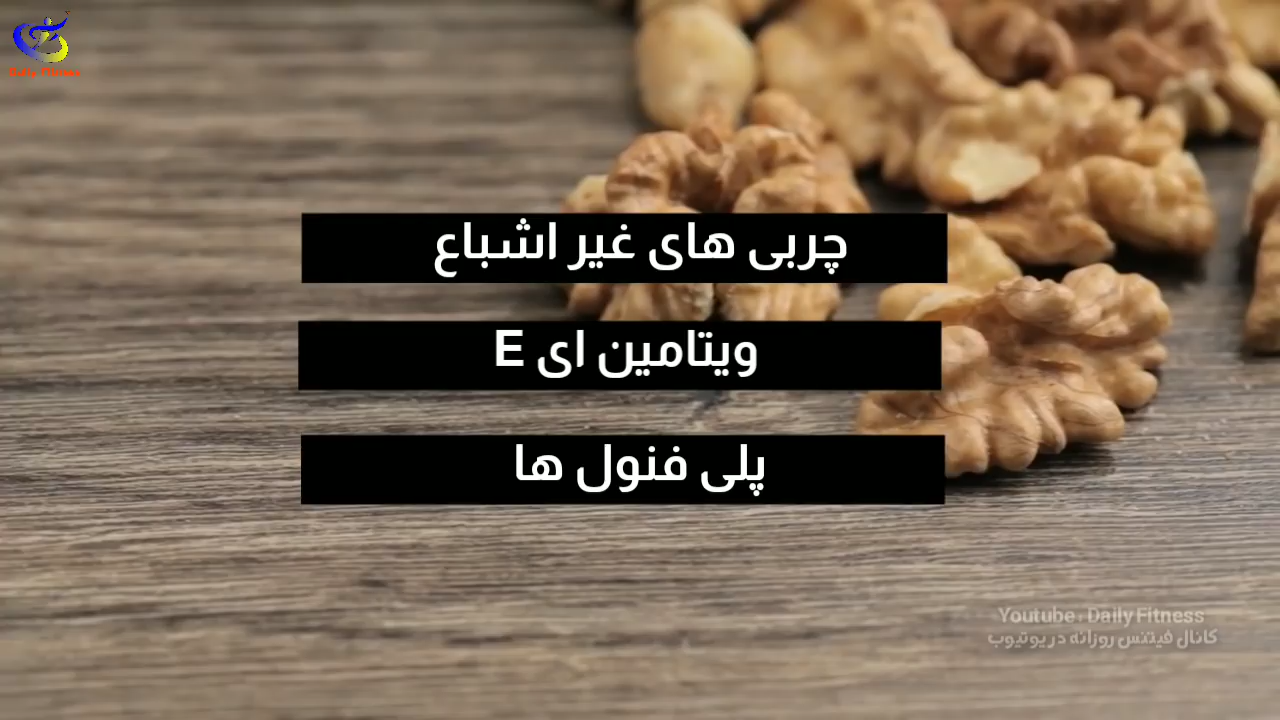 Daily Fitness
چربی های غیر اشباع
ویتامین ای E
پلی فنول ها
Youtube : Daily Fitness
کانال فیتنس روزانه در یوتیوب